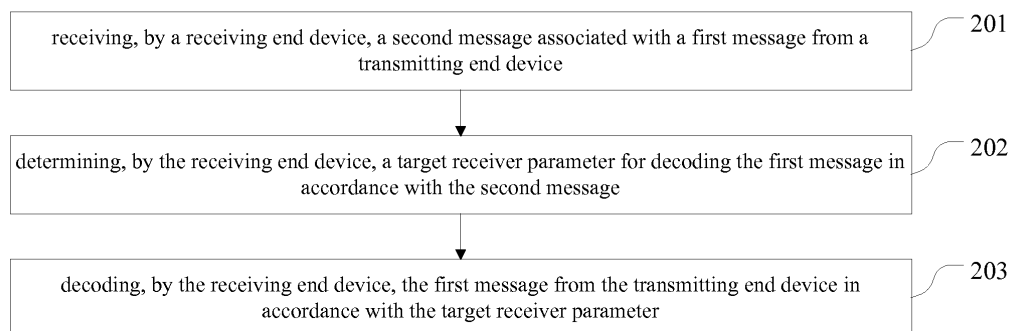 receiving, by a receiving end device, a second message associated with a first message from a
transmitting end device
201
determining, by the receiving end device, a target receiver parameter for decoding the first message in
accordance with the second message
202
decoding, by the receiving end device, the first message from the transmitting end device in
accordance with the target receiver parameter
203